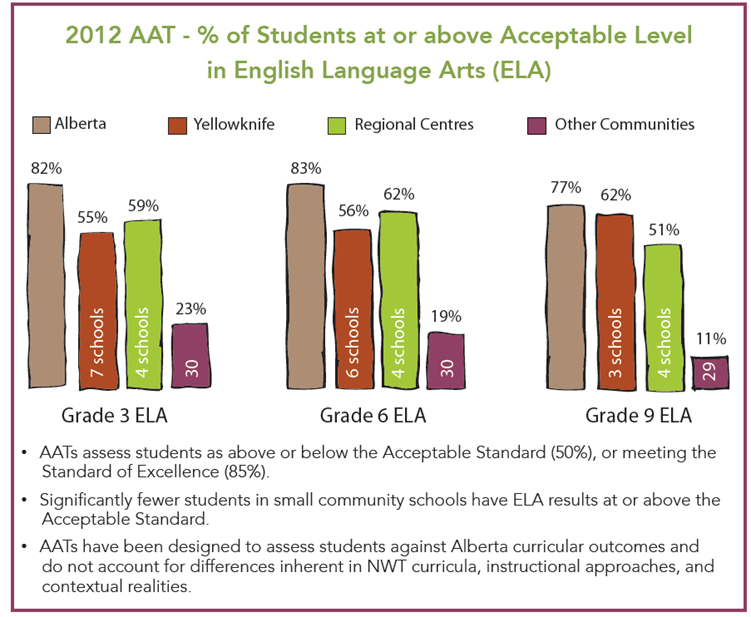 2012 AAT - % of Students at or above Acceptable Level
in English Language Arts (ELA)
Alberta Yellowknife Regional Centres Other Communities
82% 55% 59% 23%
7 schools 4 schools 30
Grade 3 ELA
83% 56% 62% 19%
6 schools 4 schools 30
Grade 6 ELA
77% 62% 51% 11%
3 schools 4 schools 29
Grade 9 ELA
• AATs assess students as above or below the Acceptable Standard (50%), or meeting the
Standard of Excellence (85%).
• Significantly fewer students in small community schools have ELA results at or above the
Acceptable Standard.
• AATs have been designed to assess students against Alberta curricular outcomes and
do not account for differences inherent in NWT curricula, instructional approaches, and
contextual realities.